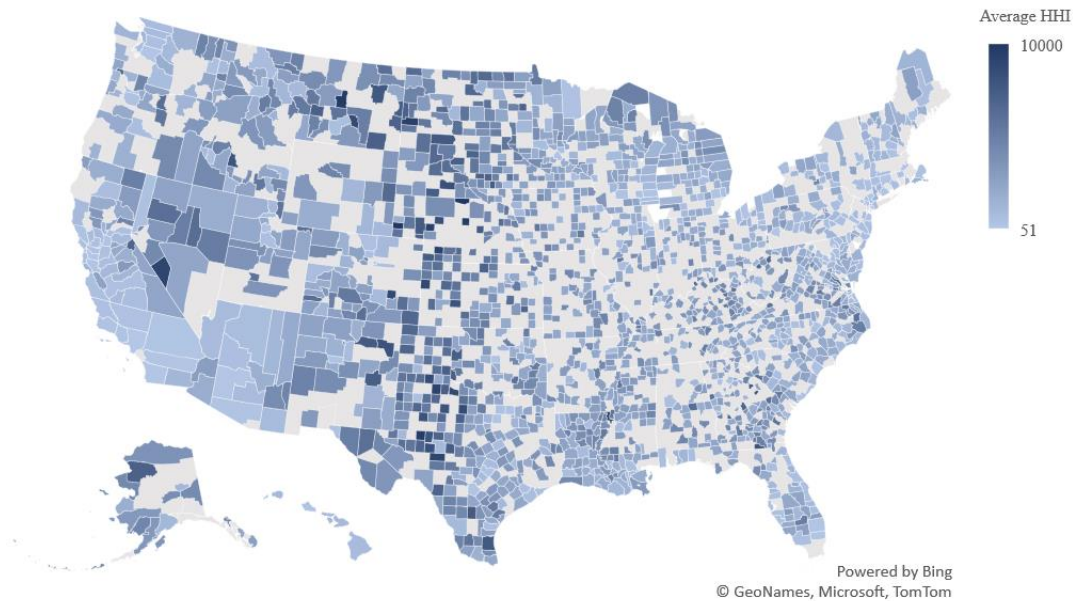 Average HHI
10000
51
Powered by Bing
© GeoNames, Microsoft, TomTom